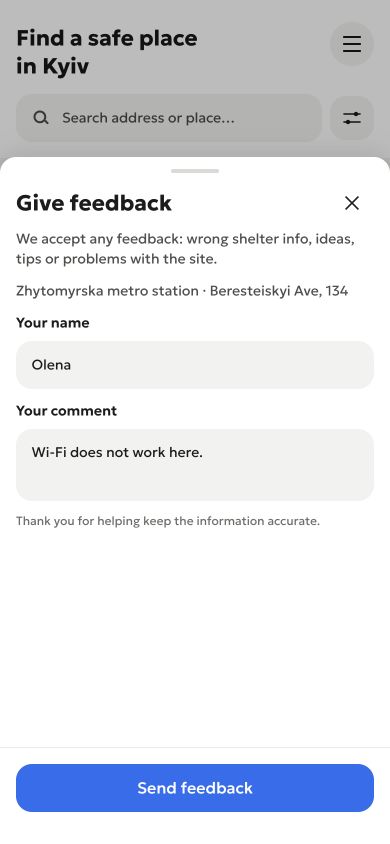 Find a safe place
in Kyiv
Search address or place…
Give feedback
We accept any feedback: wrong shelter info, ideas,
tips or problems with the site.
Zhytomyrska metro station · Beresteiskyi Ave, 134
Your name
Olena
Your comment
Wi-Fi does not work here.
Thank you for helping keep the information accurate.
Send feedback